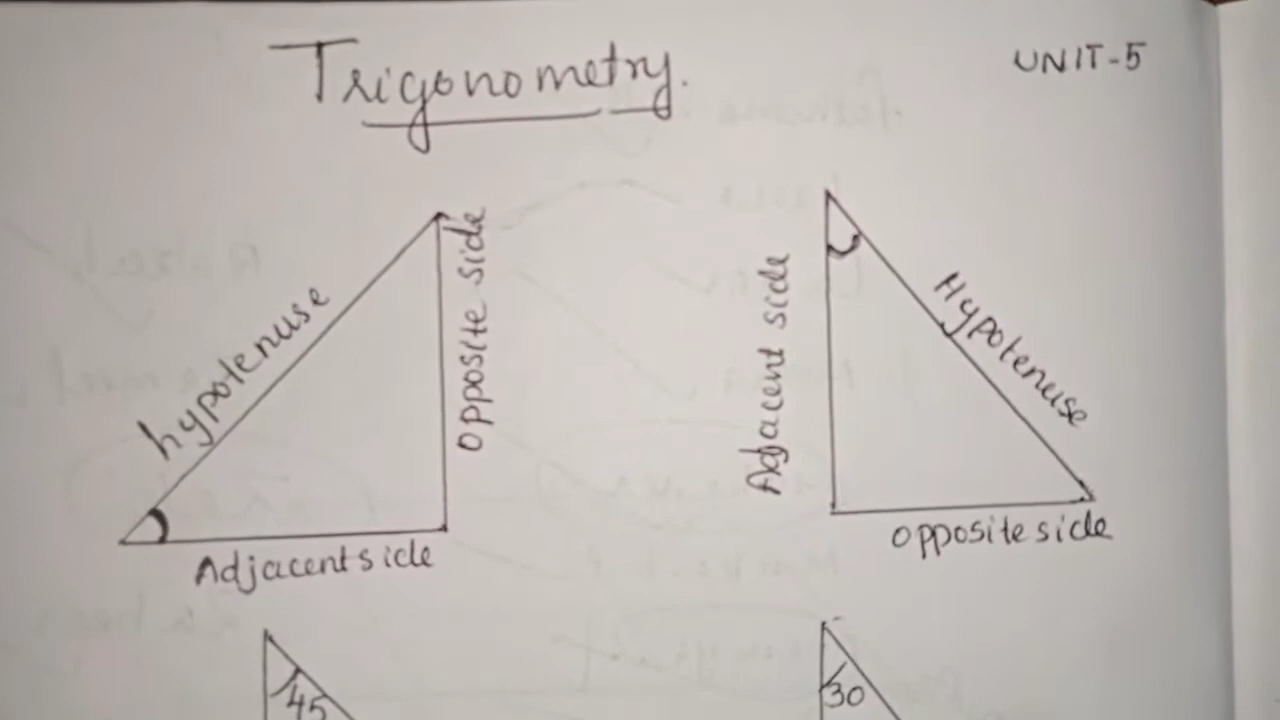 Trigonometry.
UNIT-5
hypotenuse
opposite side
Adjacent side
Adjacent side
Hypotenuse
opposite side
45
30